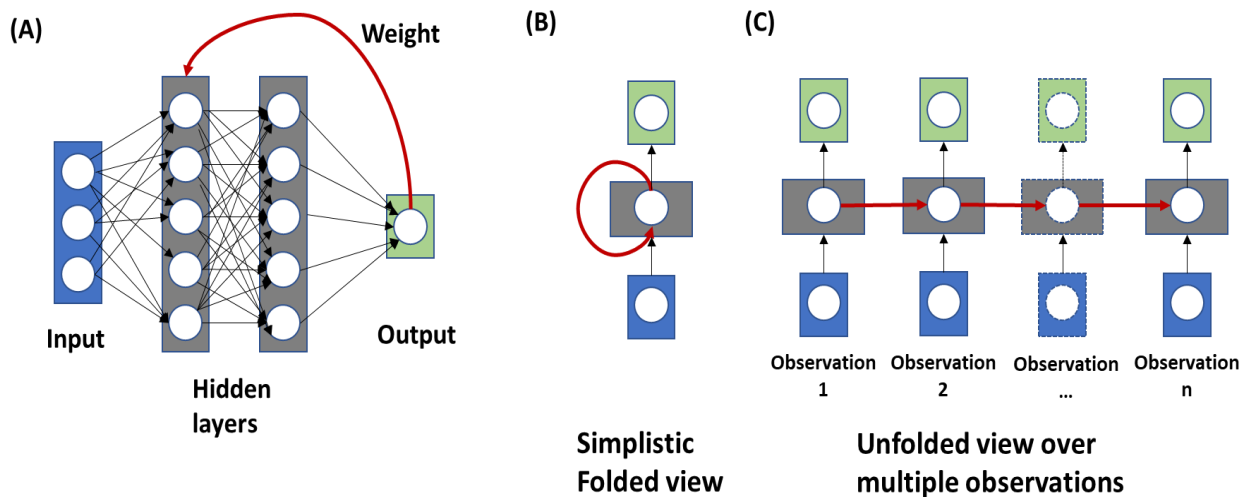 (A)
Weight
Input
Hidden
layers
Output
(B)
Simplistic
Folded view
(C)
Observation
1
Observation
2
Observation
...
Observation
n
Unfolded view over
multiple observations